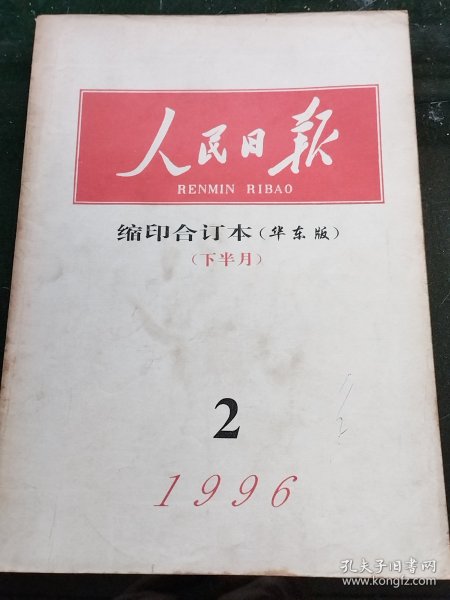 人民日报
RENMIN RIBAO
缩印合订本(华东版)
(下半月)
2
1996
孔夫子旧书网
www.kongfz.com